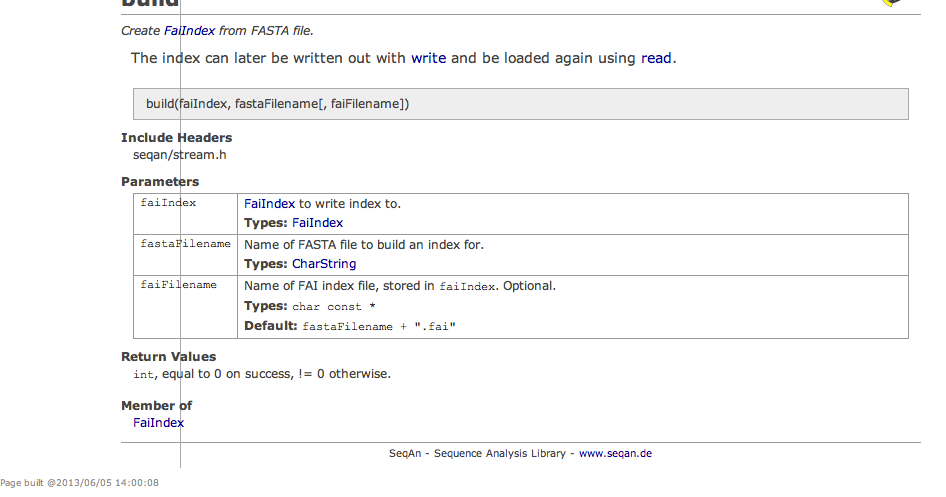 build
Create FaiIndex from FASTA file.
The index can later be written out with write and be loaded again using read.
build(faiIndex, fastaFilename[, faiFilename])
Include Headers
seqan/stream.h
Parameters
faiIndex FaiIndex to write index to.
Types: FaiIndex
fastaFilename Name of FASTA file to build an index for.
Types: CharString
faiFilename Name of FAI index file, stored in faiIndex. Optional.
Types: char const *
Default: fastaFilename + ".fai"
Return Values
int, equal to 0 on success, != 0 otherwise.
Member of
FaiIndex
SeqAn - Sequence Analysis Library - www.seqan.de
Page built @2013/06/05 14:00:08